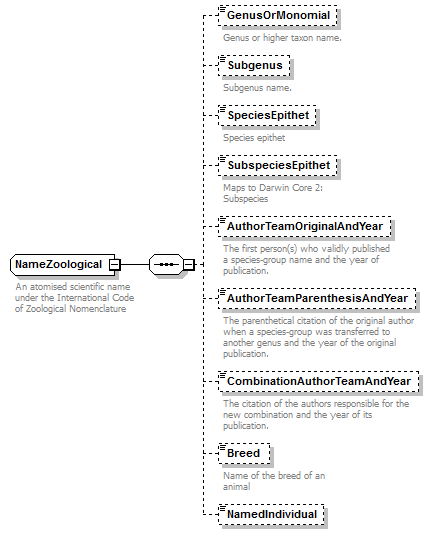 GenusOrMonomial
Genus or higher taxon name.
Subgenus
Subgenus name.
SpeciesEpithet
Species epithet
SubspeciesEpithet
Maps to Darwin Core 2:
Subspecies
AuthorTeamOriginalAndYear
The first person(s) who validly published
a species-group name and the year of
publication.
NameZoological
An atomised scientific name
under the International Code
of Zoological Nomenclature
AuthorTeamParenthesisAndYear
The parenthetical citation of the original author
when a species-group was transferred to
another genus and the year of the original
publication.
CombinationAuthorTeamAndYear
The citation of the authors responsible for the
new combination and the year of its
publication.
Breed
Name of the breed of an
animal
NamedIndividual